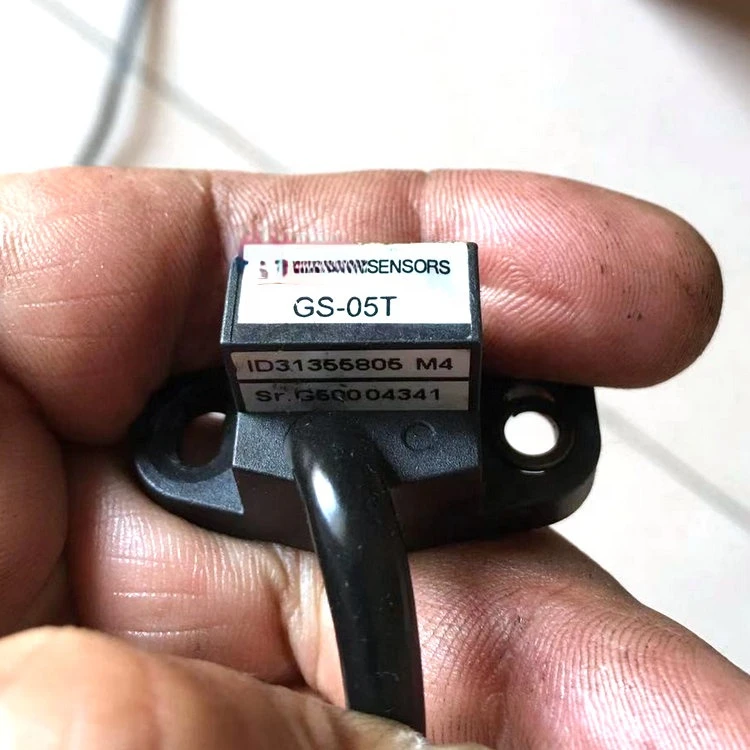 SENSORS
GS-05T
ID31355805 M4
Sr.G50004341